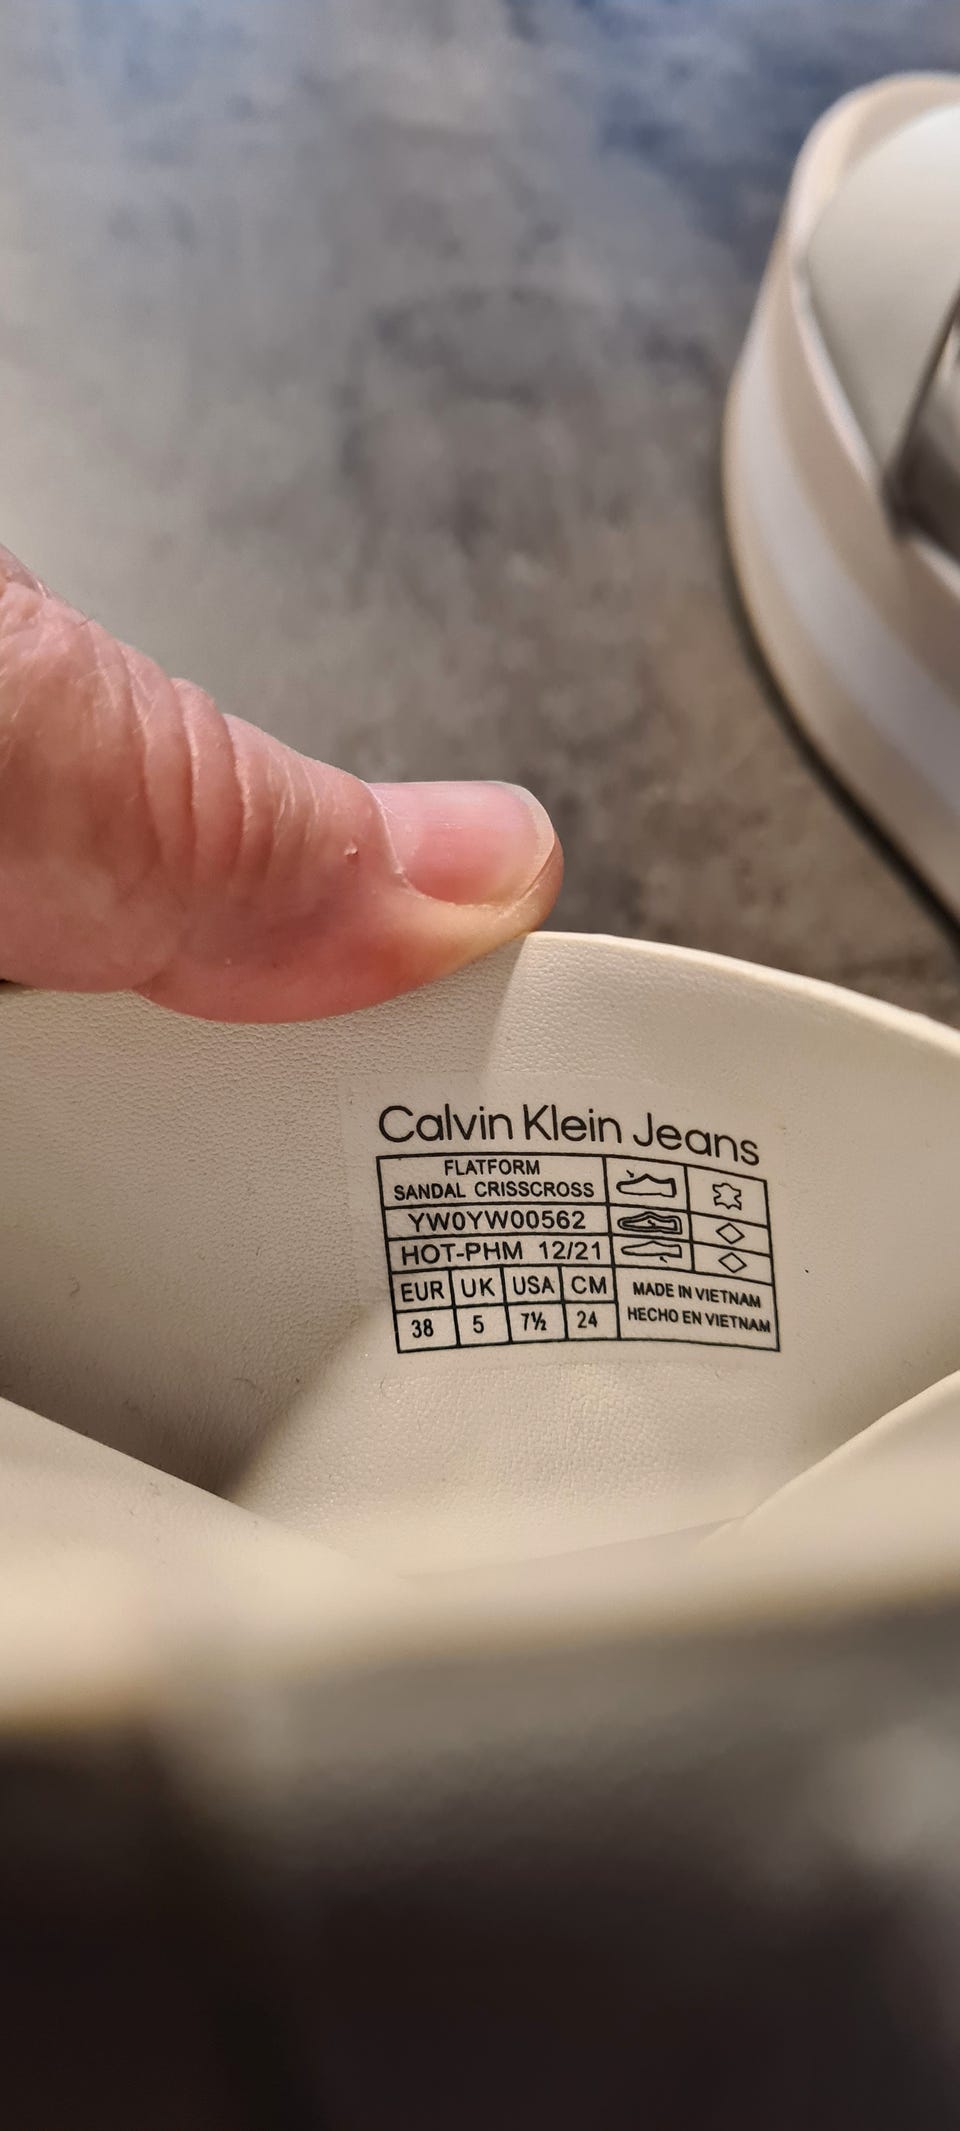 Calvin Klein Jeans
FLATFORM
SANDAL CRISSCROSS
YW0YW00562
HOT-PHM 12/21
EUR UK USA CM
38 5 7½ 24
MADE IN VIETNAM
HECHO EN VIETNAM